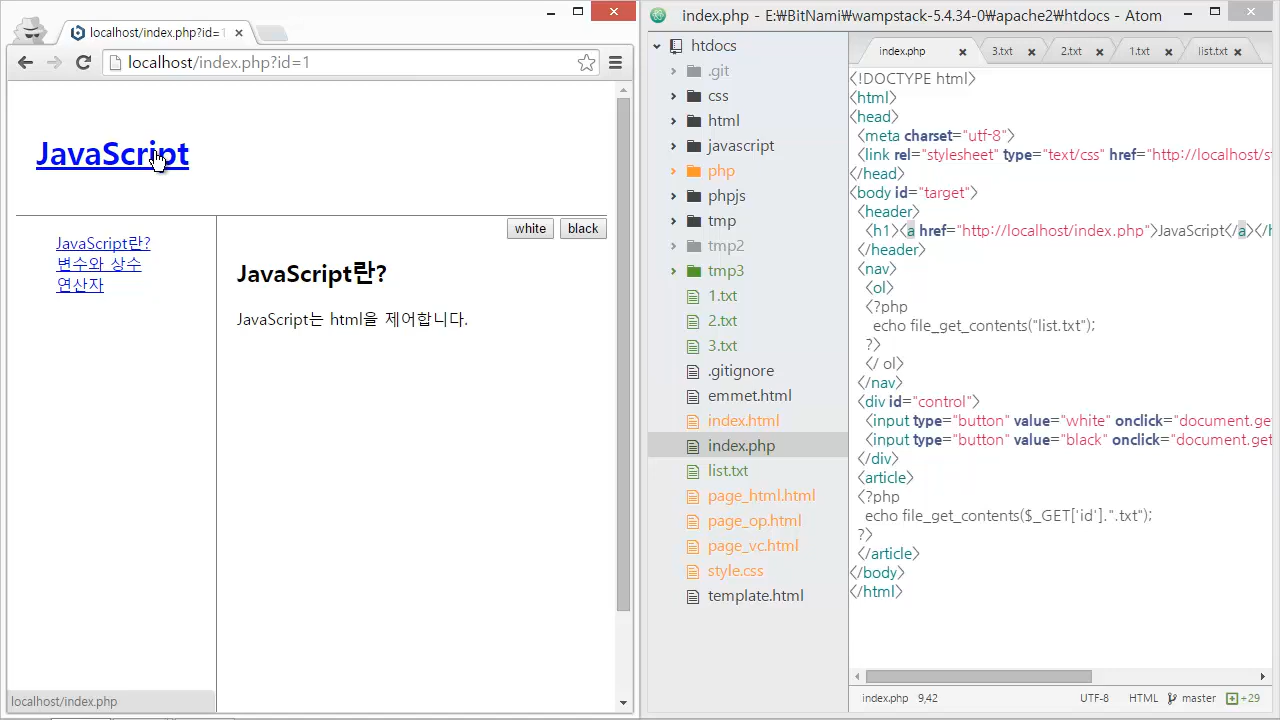 localhost/index.php?id=1
localhost/index.php?id=1
JavaScript
white
black
JavaScript란?
변수와 상수
연산자
JavaScript란?
JavaScript는 html을 제어합니다.
localhost/index.php
index.php - E:₩BitNami₩wampstack-5.4.34-0₩apache2₩htdocs - Atom
htdocs
.git
css
html
javascript
php
phpjs
tmp
tmp2
tmp3
1.txt
2.txt
3.txt
.gitignore
emmet.html
index.html
index.php
list.txt
page_html.html
page_op.html
page_vc.html
style.css
template.html
index.php
3.txt
2.txt
1.txt
list.txt
<!DOCTYPE html>
<html>
<head>
<meta charset="utf-8">
<link rel="stylesheet" type="text/css" href="http://localhost/s
</head>
<body id="target">
<header>
<h1><a href="http://localhost/index.php">JavaScript</a></h
</header>
<nav>
<ol>
<?php
echo file_get_contents("list.txt");
?>
</ ol>
</nav>
<div id="control">
<input type="button" value="white" onclick="document.get
<input type="button" value="black" onclick="document.get
</div>
<article>
<?php
echo file_get_contents($_GET['id'].".txt");
?>
</article>
</body>
</html>
index.php 9,42
UTF-8 HTML master +29